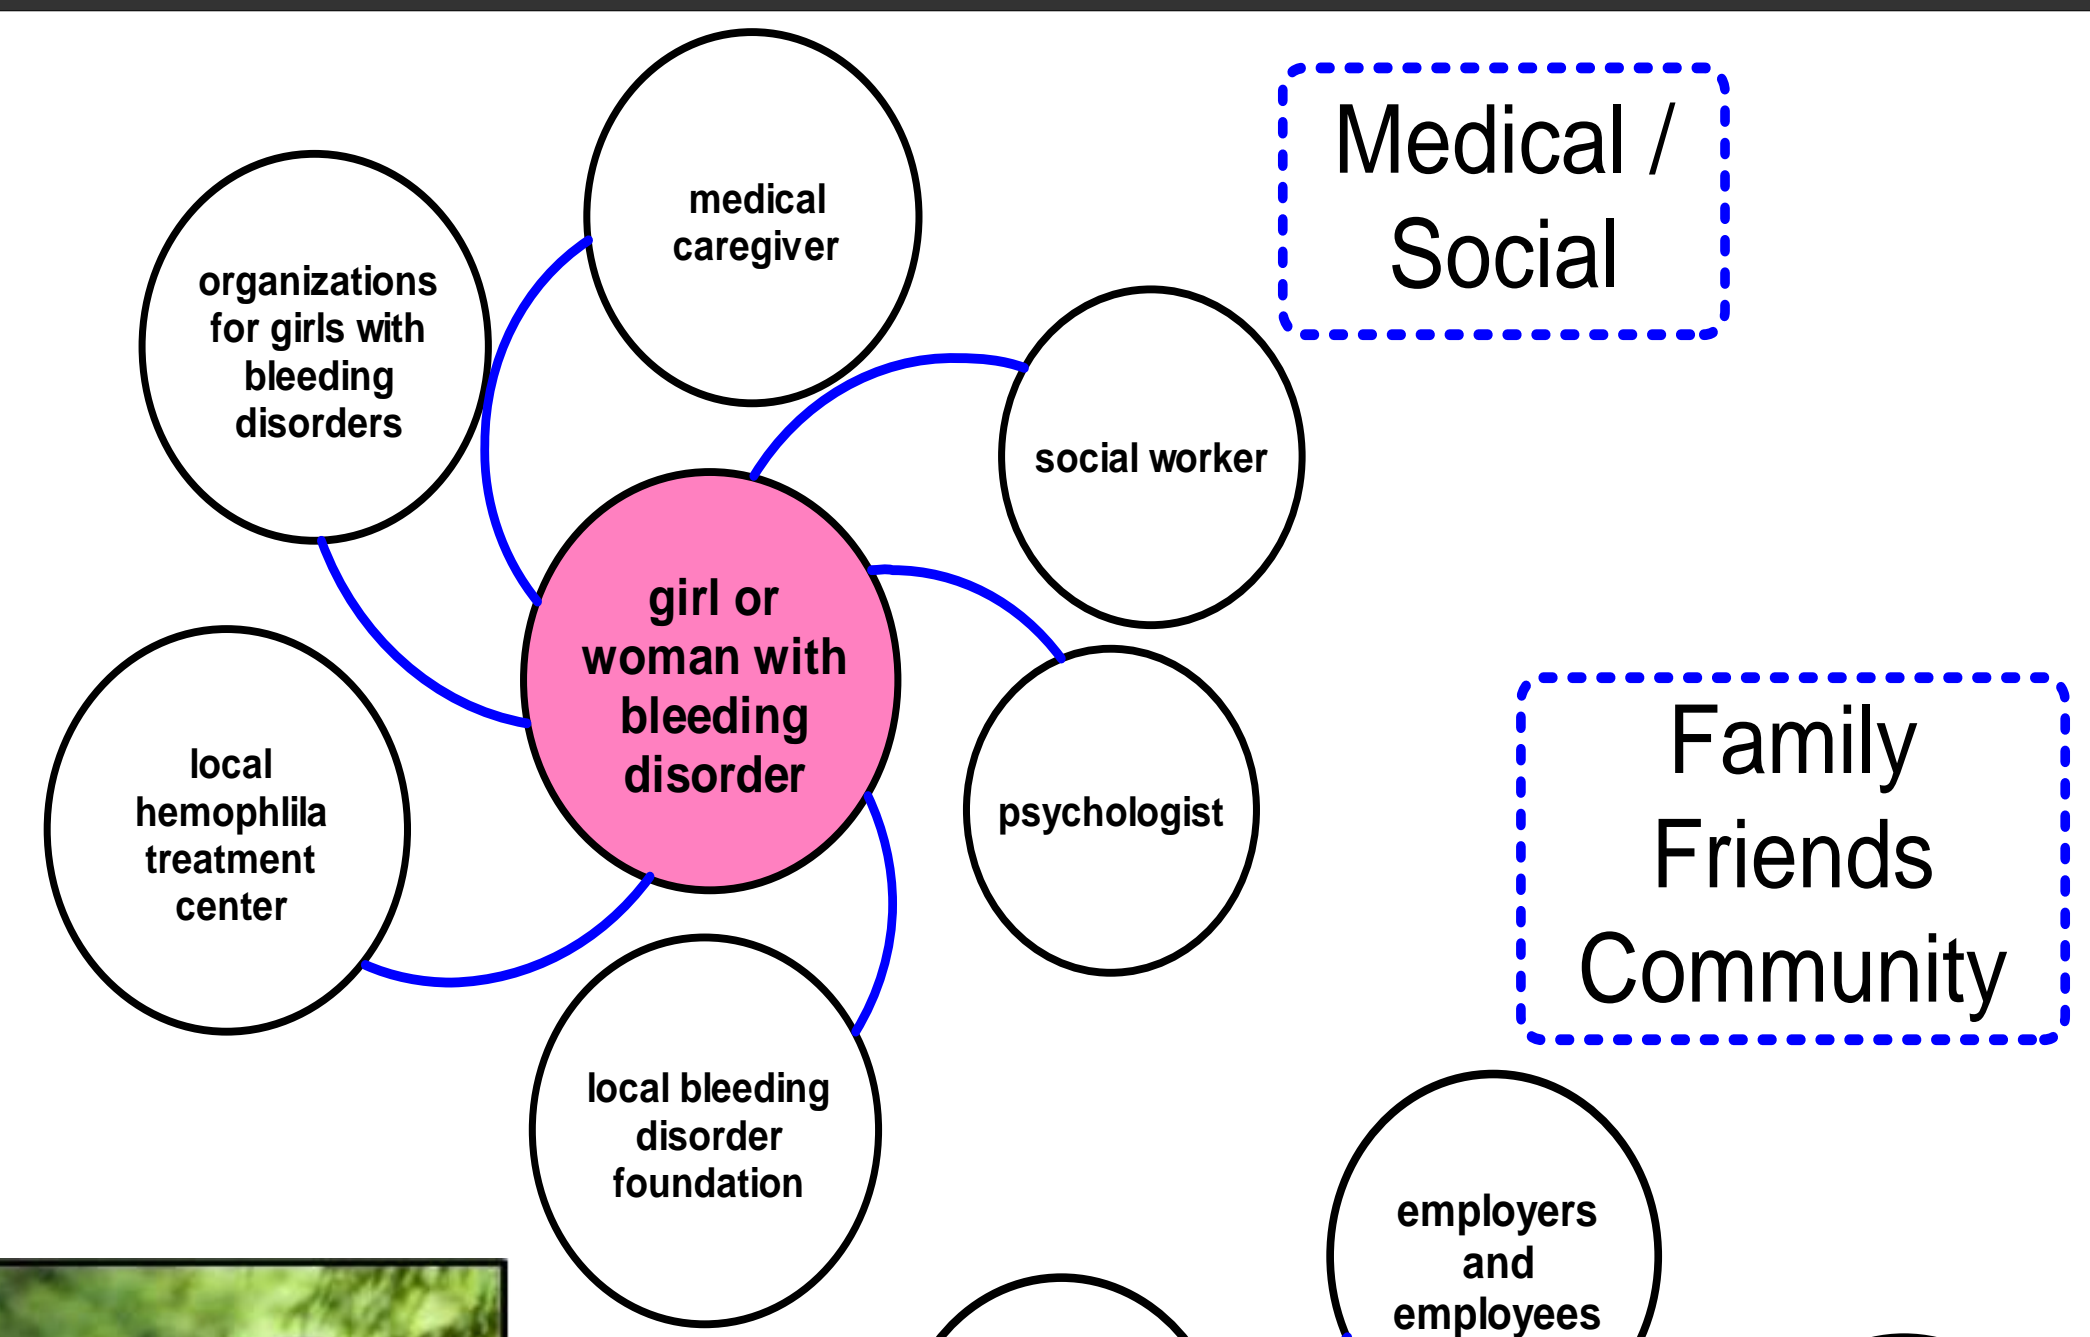 medical
caregiver
Medical /
Social
organizations
for girls with
bleeding
disorders
social worker
girl or
woman with
bleeding
disorder
local
hemophlila
treatment
center
psychologist
Family
Friends
Community
local bleeding
disorder
foundation
employers
and
employees